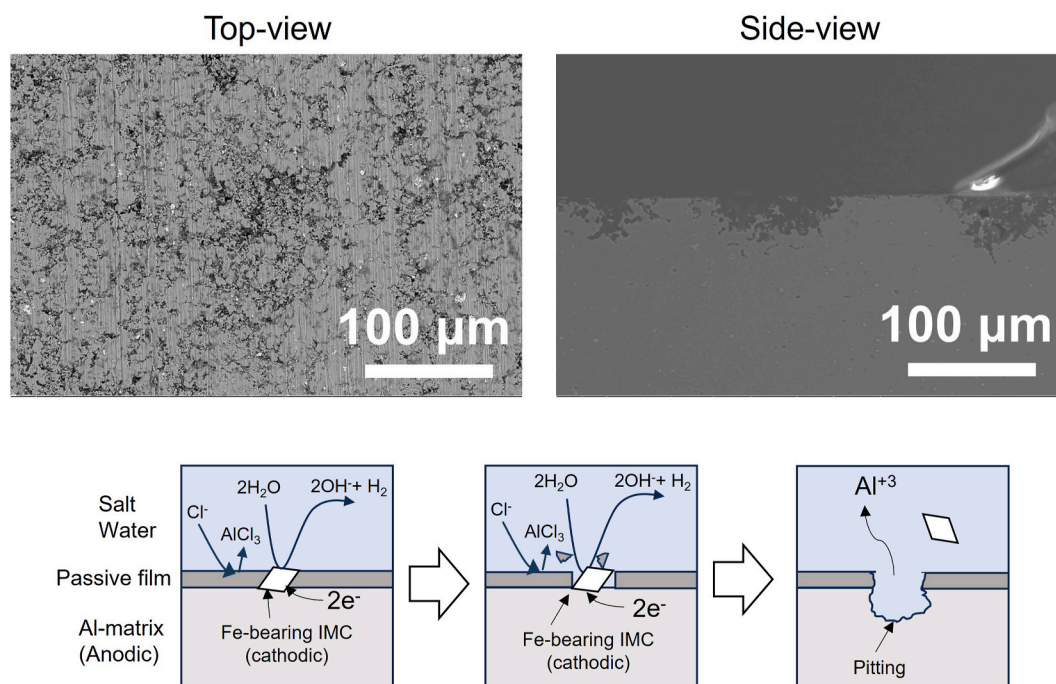 Top-view
Side-view
100 µm
100 µm
Salt
Water
Passive film
Al-matrix
(Anodic)
Cl-
AlCl3
2H2O
2OH-+ H2
2e-
Fe-bearing IMC
(cathodic)
Cl-
AlCl3
2H2O
2OH-+ H2
2e-
Fe-bearing IMC
(cathodic)
Al+3
Pitting